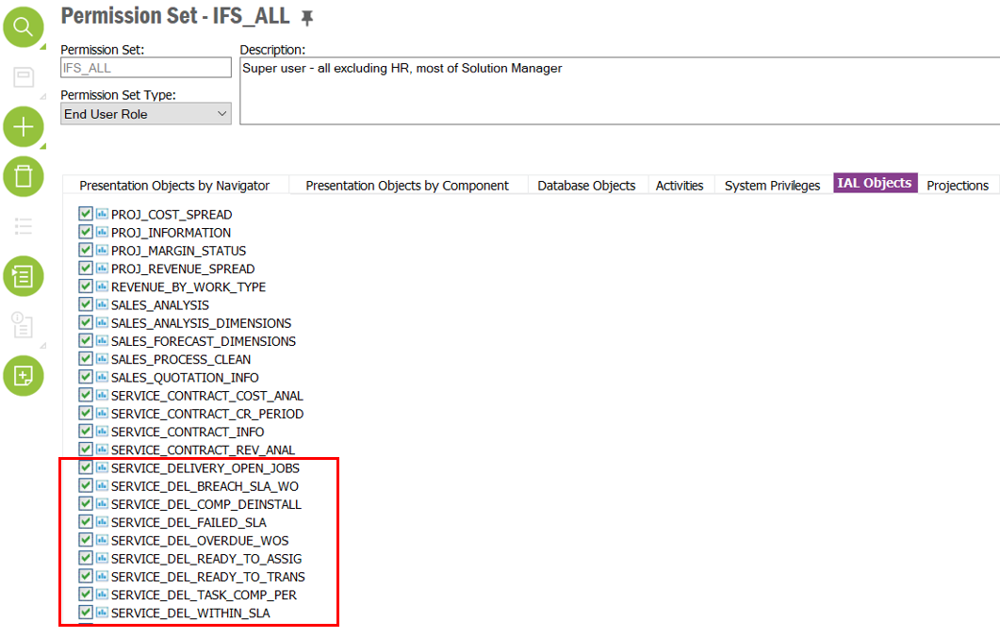 Permission Set - IFS_ALL
Permission Set:
Description:
IFS_ALL
Super user - all excluding HR, most of Solution Manager
Permission Set Type:
End User Role
Presentation Objects by Navigator
Presentation Objects by Component
Database Objects
Activities
System Privileges
IAL Objects
Projections
PROJ_COST_SPREAD
PROJ_INFORMATION
PROJ_MARGIN_STATUS
PROJ_REVENUE_SPREAD
REVENUE_BY_WORK_TYPE
SALES_ANALYSIS
SALES_ANALYSIS_DIMENSIONS
SALES_FORECAST_DIMENSIONS
SALES_PROCESS_CLEAN
SALES_QUOTATION_INFO
SERVICE_CONTRACT_COST_ANAL
SERVICE_CONTRACT_CR_PERIOD
SERVICE_CONTRACT_INFO
SERVICE_CONTRACT_REV_ANAL
SERVICE_DELIVERY_OPEN_JOBS
SERVICE_DEL_BREACH_SLA_WO
SERVICE_DEL_COMP_DEINSTALL
SERVICE_DEL_FAILED_SLA
SERVICE_DEL_OVERDUE_WOS
SERVICE_DEL_READY_TO_ASSIG
SERVICE_DEL_READY_TO_TRANS
SERVICE_DEL_TASK_COMP_PER
SERVICE_DEL_WITHIN_SLA